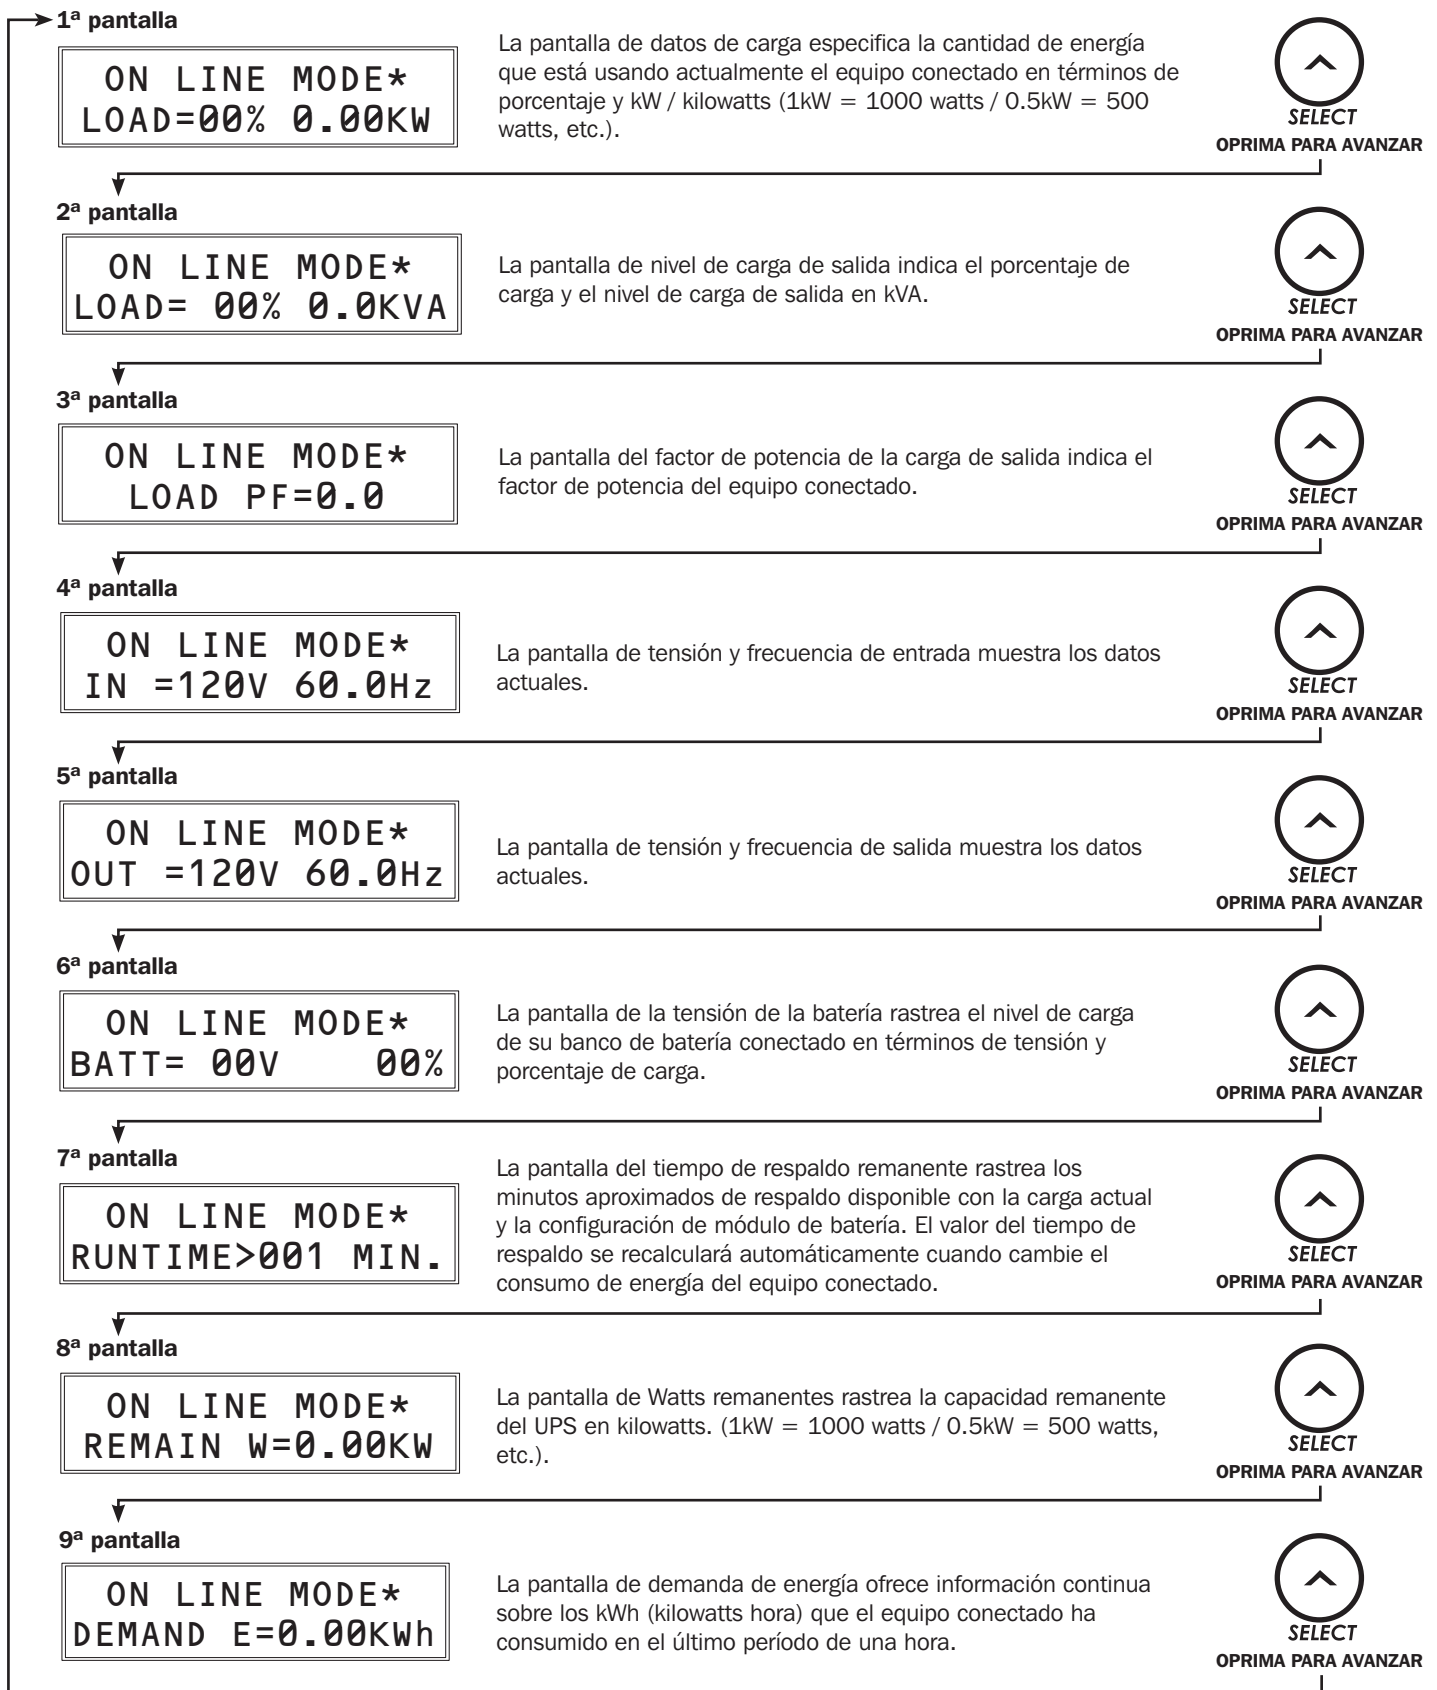 1ª pantalla
ON LINE MODE*
LOAD=00% 0.00KW
La pantalla de datos de carga especifica la cantidad de energía
que está usando actualmente el equipo conectado en términos de
porcentaje y kW / kilowatts (1kW = 1000 watts / 0.5kW = 500
watts, etc.).
SELECT
OPRIMA PARA AVANZAR
2ª pantalla
ON LINE MODE*
LOAD= 00% 0.0KVA
La pantalla de nivel de carga de salida indica el porcentaje de
carga y el nivel de carga de salida en kVA.
SELECT
OPRIMA PARA AVANZAR
3ª pantalla
ON LINE MODE*
LOAD PF=0.0
La pantalla del factor de potencia de la carga de salida indica el
factor de potencia del equipo conectado.
SELECT
OPRIMA PARA AVANZAR
4ª pantalla
ON LINE MODE*
IN =120V 60.0Hz
La pantalla de tensión y frecuencia de entrada muestra los datos
actuales.
SELECT
OPRIMA PARA AVANZAR
5ª pantalla
ON LINE MODE*
OUT =120V 60.0Hz
La pantalla de tensión y frecuencia de salida muestra los datos
actuales.
SELECT
OPRIMA PARA AVANZAR
6ª pantalla
ON LINE MODE*
BATT= 00V 00%
La pantalla de la tensión de la batería rastrea el nivel de carga
de su banco de batería conectado en términos de tensión y
porcentaje de carga.
SELECT
OPRIMA PARA AVANZAR
7ª pantalla
ON LINE MODE*
RUNTIME>001 MIN.
La pantalla del tiempo de respaldo remanente rastrea los
minutos aproximados de respaldo disponible con la carga actual
y la configuración de módulo de batería. El valor del tiempo de
respaldo se recalculará automáticamente cuando cambie el
consumo de energía del equipo conectado.
SELECT
OPRIMA PARA AVANZAR
8ª pantalla
ON LINE MODE*
REMAIN W=0.00KW
La pantalla de Watts remanentes rastrea la capacidad remanente
del UPS en kilowatts. (1kW = 1000 watts / 0.5kW = 500 watts,
etc.).
SELECT
OPRIMA PARA AVANZAR
9ª pantalla
ON LINE MODE*
DEMAND E=0.00KWh
La pantalla de demanda de energía ofrece información continua
sobre los kWh (kilowatts hora) que el equipo conectado ha
consumido en el último período de una hora.
SELECT
OPRIMA PARA AVANZAR